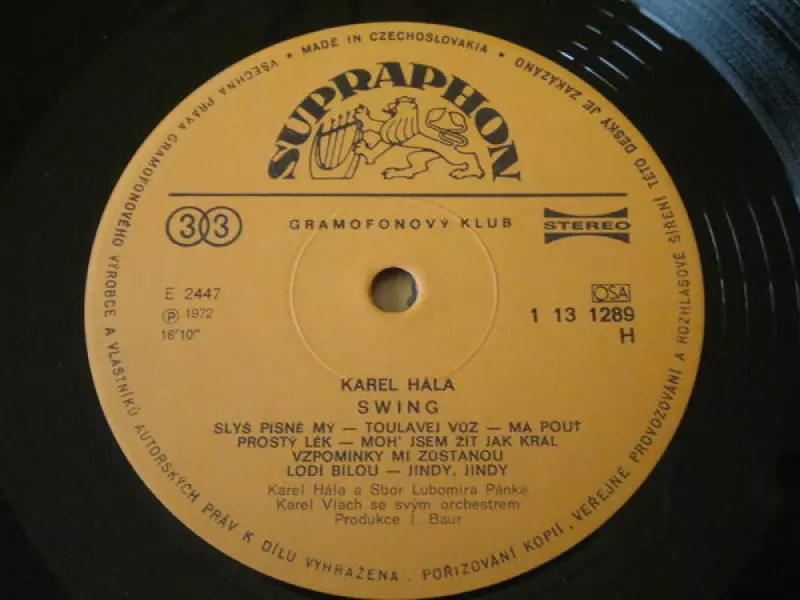 • MADE IN CZECHOSLOVAKIA •
VŠECHNA PRÁVA GRAMOFONOVÉHO VÝROBCE A VLASTNÍKŮ AUTORSKÝCH PRÁV K DÍLU VYHRAŽENA. POŘIZOVÁNÍ KOPIÍ, VEŘEJNÉ PROVOZOVÁNÍ A ROZHLASOVÉ ŠÍŘENÍ TÉTO DESKY JE ZAKÁZÁNO
SUPRAPHON
33
GRAMOFONOVÝ KLUB
STEREO
E 2447
Ⓟ 1972
16'10"
OSA
1 13 1289
H
KAREL HÁLA
SWING
SLYŠ PÍSNĚ MÝ — TOULAVEJ VŮZ — MÁ POUŤ
PROSTÝ LÉK — MOH' JSEM ŽÍT JAK KRÁL
VZPOMÍNKY MI ZŮSTANOU
LODÍ BÍLOU — JINDY, JINDY
Karel Hála a Sbor Lubomíra Pánka
Karel Vlach se svým orchestrem
Produkce J. Baur